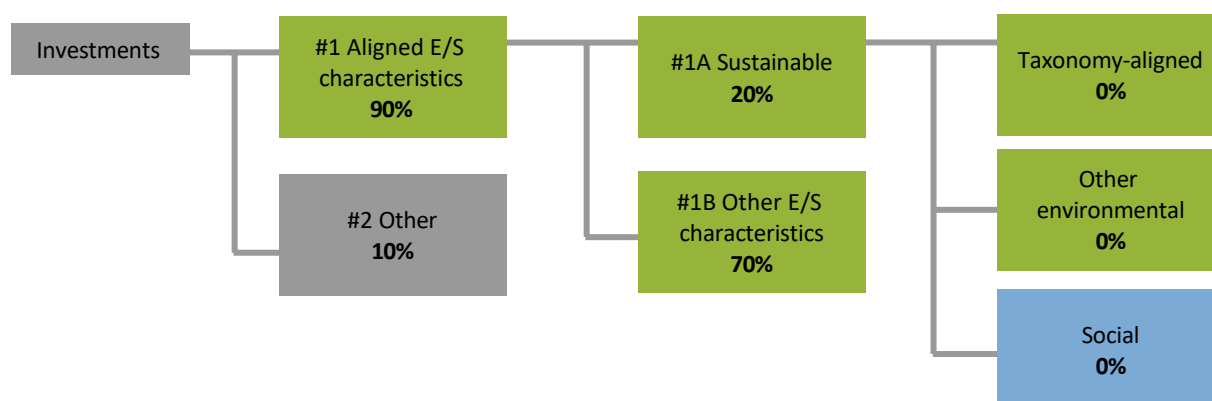 Investments
#1 Aligned E/S
characteristics
90%
#2 Other
10%
#1A Sustainable
20%
#1B Other E/S
characteristics
70%
Taxonomy-aligned
0%
Other
environmental
0%
Social
0%